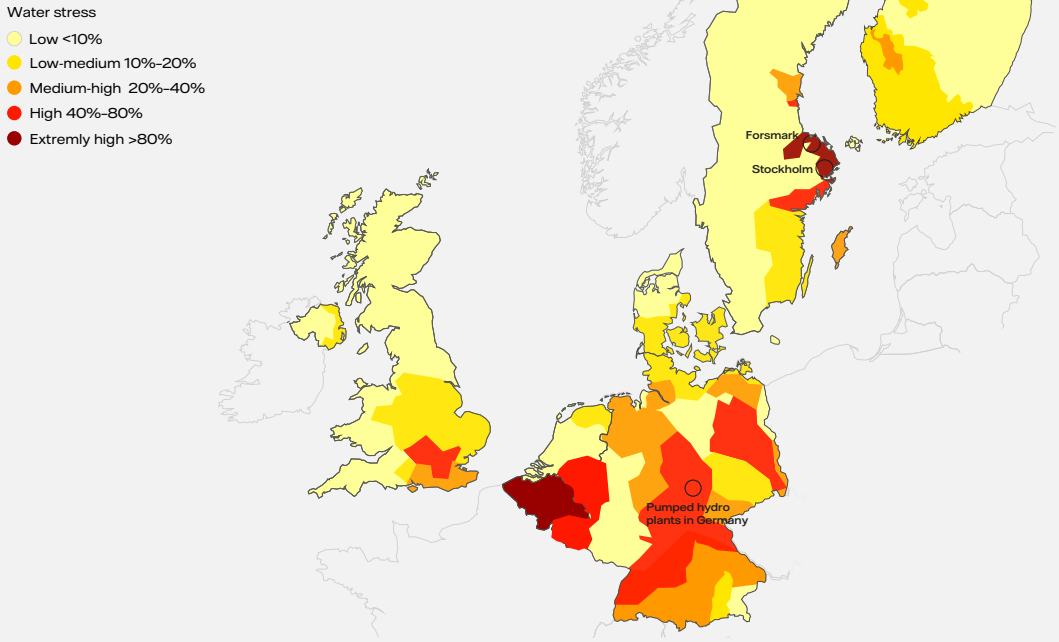 Water stress
Low <10%
Low-medium 10%-20%
Medium-high 20%-40%
High 40%-80%
Extremly high >80%
Forsmark
Stockholm
Pumped hydro
plants in Germany